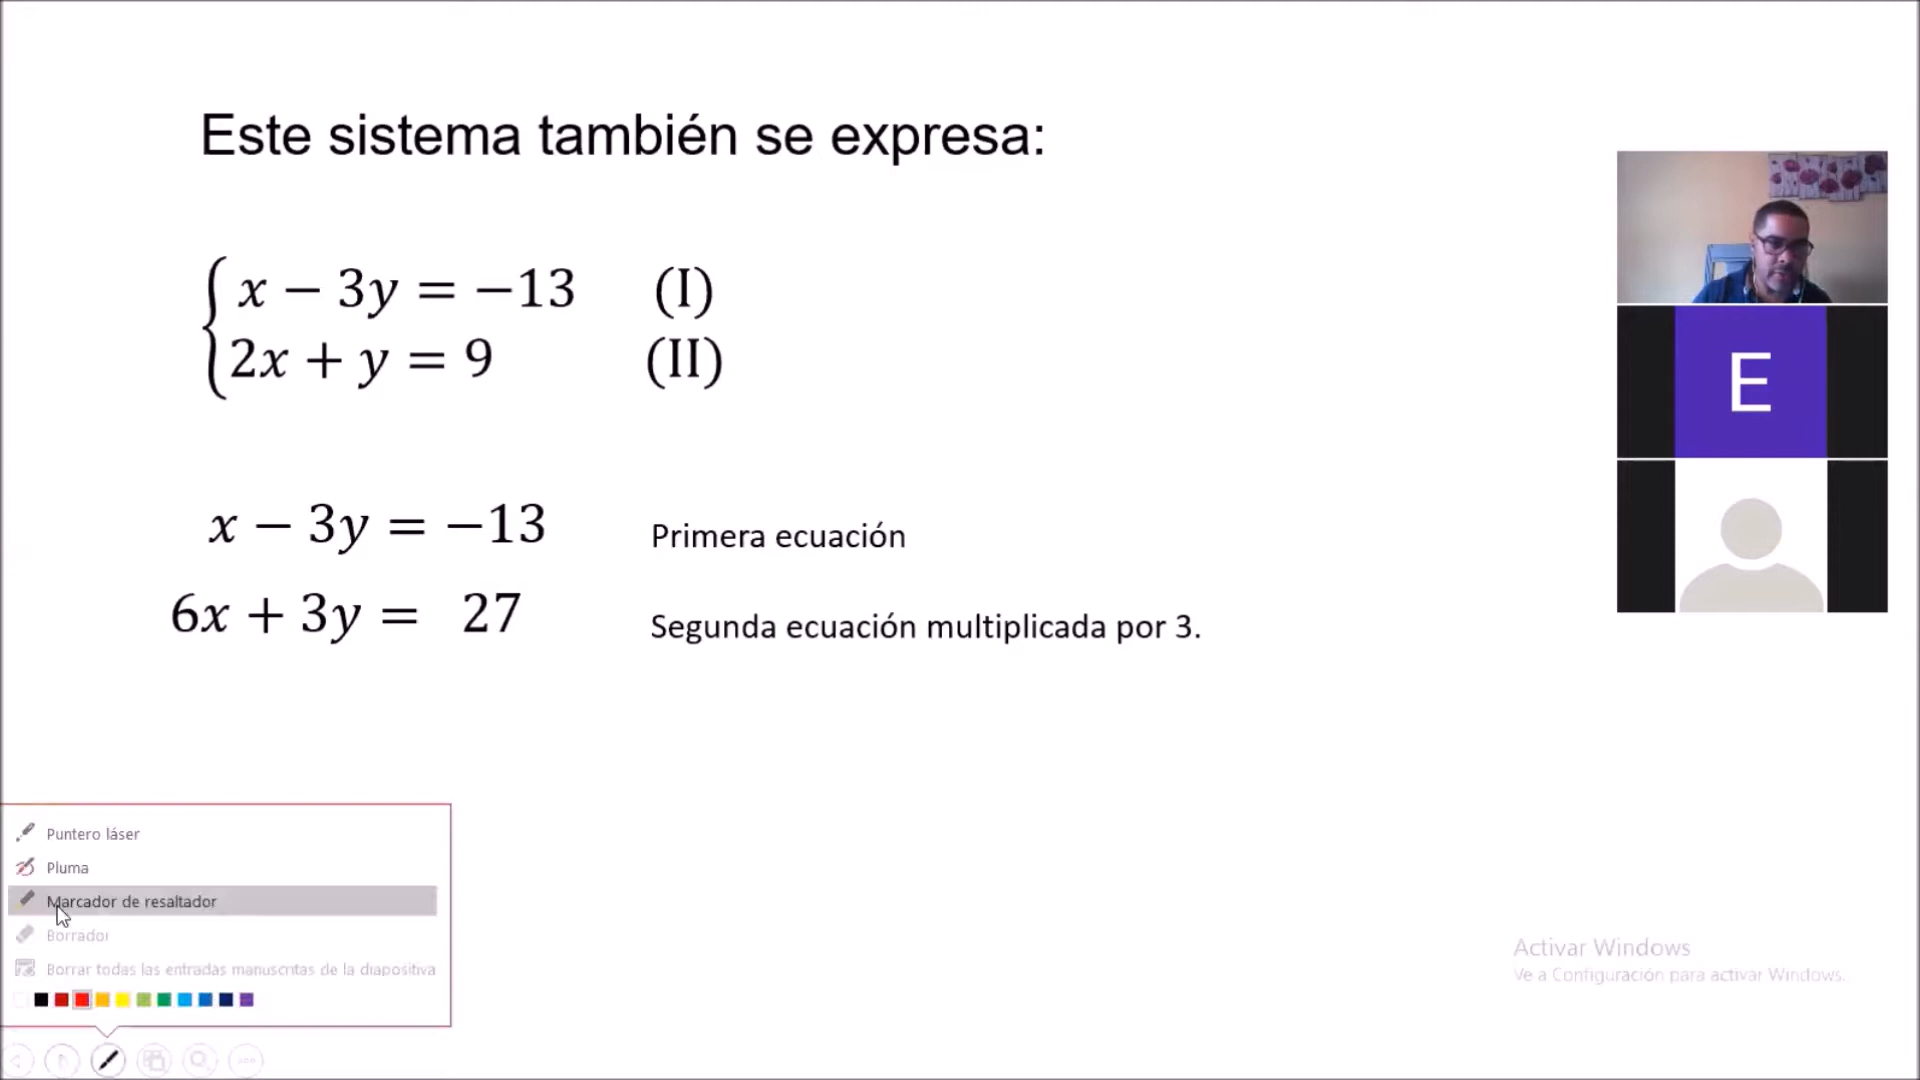 Este sistema también se expresa:
x − 3y = −13 (I)
2x + y = 9 (II)
x − 3y = −13 Primera ecuación
6x + 3y = 27 Segunda ecuación multiplicada por 3.
E
Puntero láser
Pluma
Marcador de resaltador
Borrador
Borrar todas las entradas manuscritas de la diapositiva
Activar Windows
Ve a Configuración para activar Windows.